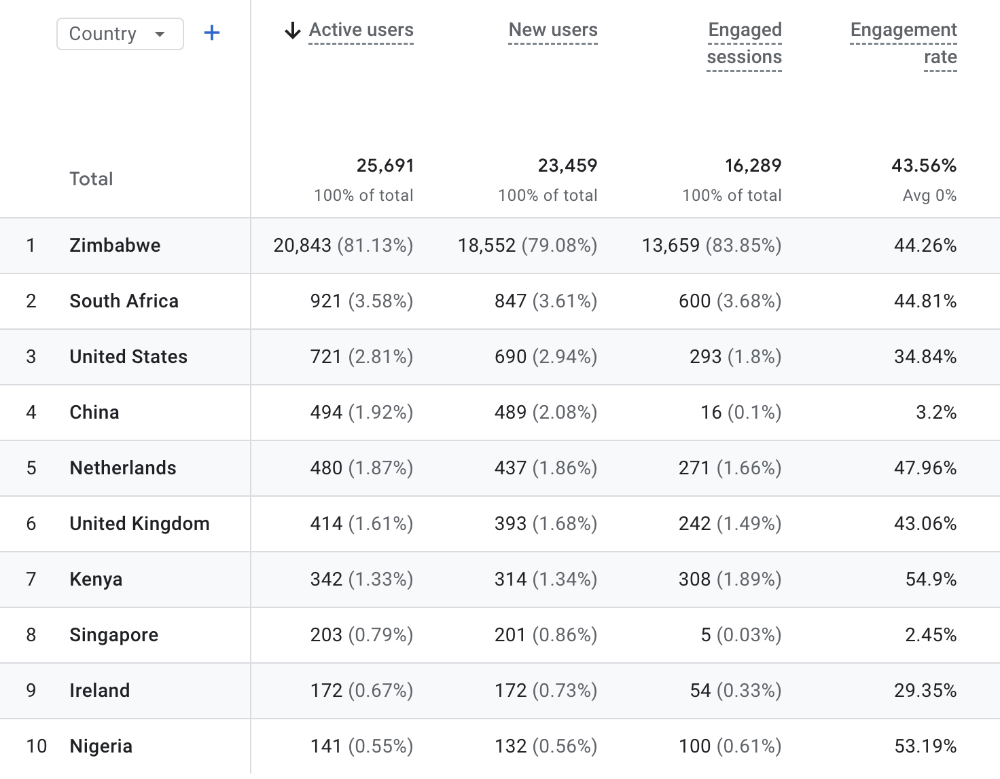 Country
Active users New users Engaged sessions Engagement rate
Total 25,691 23,459 16,289 43.56%
100% of total 100% of total 100% of total Avg 0%
1 Zimbabwe 20,843 (81.13%) 18,552 (79.08%) 13,659 (83.85%) 44.26%
2 South Africa 921 (3.58%) 847 (3.61%) 600 (3.68%) 44.81%
3 United States 721 (2.81%) 690 (2.94%) 293 (1.8%) 34.84%
4 China 494 (1.92%) 489 (2.08%) 16 (0.1%) 3.2%
5 Netherlands 480 (1.87%) 437 (1.86%) 271 (1.66%) 47.96%
6 United Kingdom 414 (1.61%) 393 (1.68%) 242 (1.49%) 43.06%
7 Kenya 342 (1.33%) 314 (1.34%) 308 (1.89%) 54.9%
8 Singapore 203 (0.79%) 201 (0.86%) 5 (0.03%) 2.45%
9 Ireland 172 (0.67%) 172 (0.73%) 54 (0.33%) 29.35%
10 Nigeria 141 (0.55%) 132 (0.56%) 100 (0.61%) 53.19%